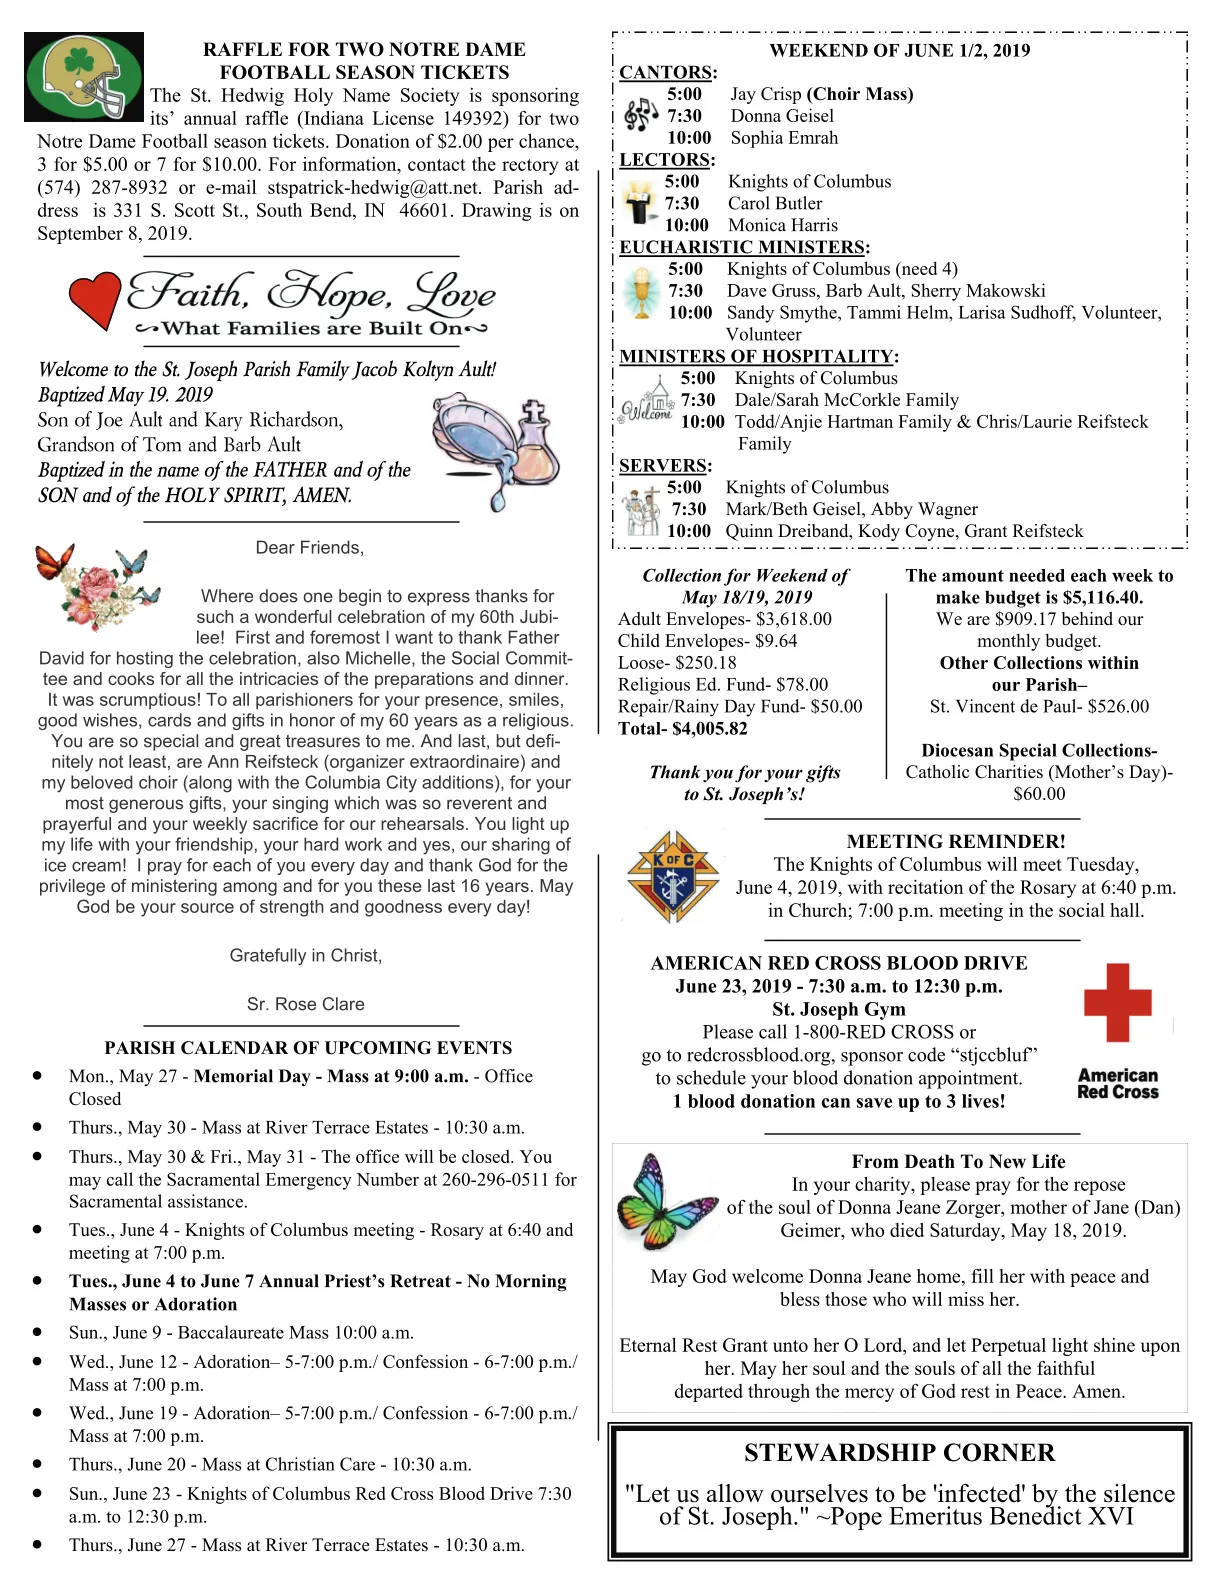 RAFFLE FOR TWO NOTRE DAME
FOOTBALL SEASON TICKETS
The St. Hedwig Holy Name Society is sponsoring
its’ annual raffle (Indiana License 149392) for two
Notre Dame Football season tickets. Donation of $2.00 per chance,
3 for $5.00 or 7 for $10.00. For information, contact the rectory at
(574) 287-8932 or e-mail stspatrick-hedwig@att.net. Parish ad-
dress is 331 S. Scott St., South Bend, IN 46601. Drawing is on
September 8, 2019.
Faith, Hope, Love
What Families are Built On
Welcome to the St. Joseph Parish Family Jacob Koltyn Ault!
Baptized May 19. 2019
Son of Joe Ault and Kary Richardson,
Grandson of Tom and Barb Ault
Baptized in the name of the FATHER and of the
SON and of the HOLY SPIRIT, AMEN.
Dear Friends,
Where does one begin to express thanks for
such a wonderful celebration of my 60th Jubi-
lee! First and foremost I want to thank Father
David for hosting the celebration, also Michelle, the Social Commit-
tee and cooks for all the intricacies of the preparations and dinner.
It was scrumptious! To all parishioners for your presence, smiles,
good wishes, cards and gifts in honor of my 60 years as a religious.
You are so special and great treasures to me. And last, but defi-
nitely not least, are Ann Reifsteck (organizer extraordinaire) and
my beloved choir (along with the Columbia City additions), for your
most generous gifts, your singing which was so reverent and
prayerful and your weekly sacrifice for our rehearsals. You light up
my life with your friendship, your hard work and yes, our sharing of
ice cream! I pray for each of you every day and thank God for the
privilege of ministering among and for you these last 16 years. May
God be your source of strength and goodness every day!
Gratefully in Christ,
Sr. Rose Clare
PARISH CALENDAR OF UPCOMING EVENTS
● Mon., May 27 - Memorial Day - Mass at 9:00 a.m. - Office
Closed
● Thurs., May 30 - Mass at River Terrace Estates - 10:30 a.m.
● Thurs., May 30 & Fri., May 31 - The office will be closed. You
may call the Sacramental Emergency Number at 260-296-0511 for
Sacramental assistance.
● Tues., June 4 - Knights of Columbus meeting - Rosary at 6:40 and
meeting at 7:00 p.m.
● Tues., June 4 to June 7 Annual Priest’s Retreat - No Morning
Masses or Adoration
● Sun., June 9 - Baccalaureate Mass 10:00 a.m.
● Wed., June 12 - Adoration– 5-7:00 p.m./ Confession - 6-7:00 p.m./
Mass at 7:00 p.m.
● Wed., June 19 - Adoration– 5-7:00 p.m./ Confession - 6-7:00 p.m./
Mass at 7:00 p.m.
● Thurs., June 20 - Mass at Christian Care - 10:30 a.m.
● Sun., June 23 - Knights of Columbus Red Cross Blood Drive 7:30
a.m. to 12:30 p.m.
● Thurs., June 27 - Mass at River Terrace Estates - 10:30 a.m.
WEEKEND OF JUNE 1/2, 2019
CANTORS:
5:00 Jay Crisp (Choir Mass)
7:30 Donna Geisel
10:00 Sophia Emrah
LECTORS:
5:00 Knights of Columbus
7:30 Carol Butler
10:00 Monica Harris
EUCHARISTIC MINISTERS:
5:00 Knights of Columbus (need 4)
7:30 Dave Gruss, Barb Ault, Sherry Makowski
10:00 Sandy Smythe, Tammi Helm, Larisa Sudhoff, Volunteer,
Volunteer
MINISTERS OF HOSPITALITY:
Welcome
5:00 Knights of Columbus
7:30 Dale/Sarah McCorkle Family
10:00 Todd/Anjie Hartman Family & Chris/Laurie Reifsteck
Family
SERVERS:
5:00 Knights of Columbus
7:30 Mark/Beth Geisel, Abby Wagner
10:00 Quinn Dreiband, Kody Coyne, Grant Reifsteck
Collection for Weekend of
May 18/19, 2019
Adult Envelopes- $3,618.00
Child Envelopes- $9.64
Loose- $250.18
Religious Ed. Fund- $78.00
Repair/Rainy Day Fund- $50.00
Total- $4,005.82
Thank you for your gifts
to St. Joseph’s!
The amount needed each week to
make budget is $5,116.40.
We are $909.17 behind our
monthly budget.
Other Collections within
our Parish–
St. Vincent de Paul- $526.00
Diocesan Special Collections-
Catholic Charities (Mother’s Day)-
$60.00
K OF C
MEETING REMINDER!
The Knights of Columbus will meet Tuesday,
June 4, 2019, with recitation of the Rosary at 6:40 p.m.
in Church; 7:00 p.m. meeting in the social hall.
AMERICAN RED CROSS BLOOD DRIVE
June 23, 2019 - 7:30 a.m. to 12:30 p.m.
St. Joseph Gym
Please call 1-800-RED CROSS or
go to redcrossblood.org, sponsor code “stjccbluf”
to schedule your blood donation appointment.
1 blood donation can save up to 3 lives!
American
Red Cross
From Death To New Life
In your charity, please pray for the repose
of the soul of Donna Jeane Zorger, mother of Jane (Dan)
Geimer, who died Saturday, May 18, 2019.
May God welcome Donna Jeane home, fill her with peace and
bless those who will miss her.
Eternal Rest Grant unto her O Lord, and let Perpetual light shine upon
her. May her soul and the souls of all the faithful
departed through the mercy of God rest in Peace. Amen.
STEWARDSHIP CORNER
"Let us allow ourselves to be 'infected' by the silence
of St. Joseph." ~Pope Emeritus Benedict XVI